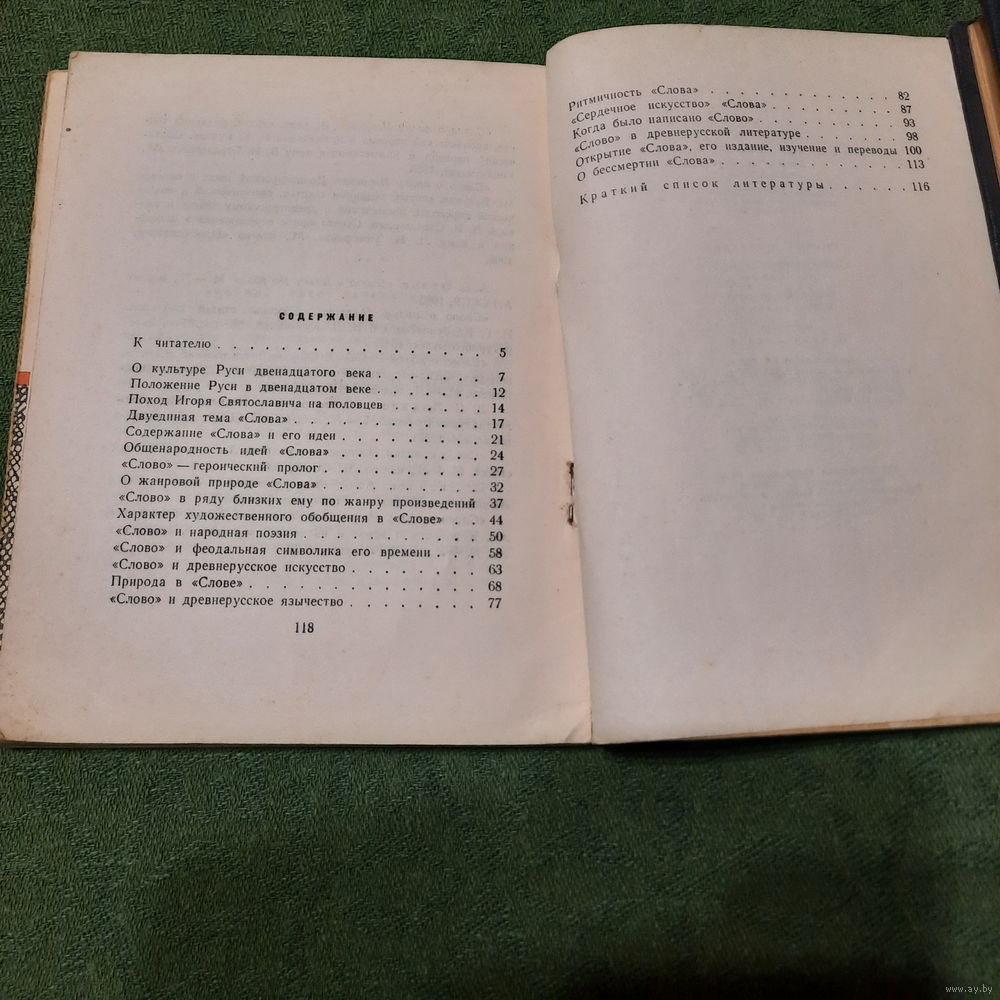 СОДЕРЖАНИЕ
К читателю . . . . . . . . . . . . . . . . . 5
О культуре Руси двенадцатого века . . . . . . . 7
Положение Руси в двенадцатом веке . . . . . . . 12
Поход Игоря Святославича на половцев . . . . . . 14
Двуединая тема «Слова» . . . . . . . . . . . . 17
Содержание «Слова» и его идеи . . . . . . . . . 21
Общенародность идей «Слова» . . . . . . . . . 24
«Слово» — героический пролог . . . . . . . . . . 27
О жанровой природе «Слова» . . . . . . . . . . 32
«Слово» в ряду близких ему по жанру произведений 37
Характер художественного обобщения в «Слове» . . 44
«Слово» и народная поэзия . . . . . . . . . . . 50
«Слово» и феодальная символика его времени . . . 58
«Слово» и древнерусское искусство . . . . . . . . 63
Природа в «Слове» . . . . . . . . . . . . . . 68
«Слово» и древнерусское язычество . . . . . . . . 77
118
Ритмичность «Слова» . . . . . . . . . . . . . 82
«Сердечное искусство» «Слова» . . . . . . . . 87
Когда было написано «Слово» . . . . . . . . . 93
«Слово» в древнерусской литературе . . . . . . . 98
Открытие «Слова», его издание, изучение и переводы 100
О бессмертии «Слова» . . . . . . . . . . . . 113
Краткий список литературы . . . . . . 116
www.ay.by